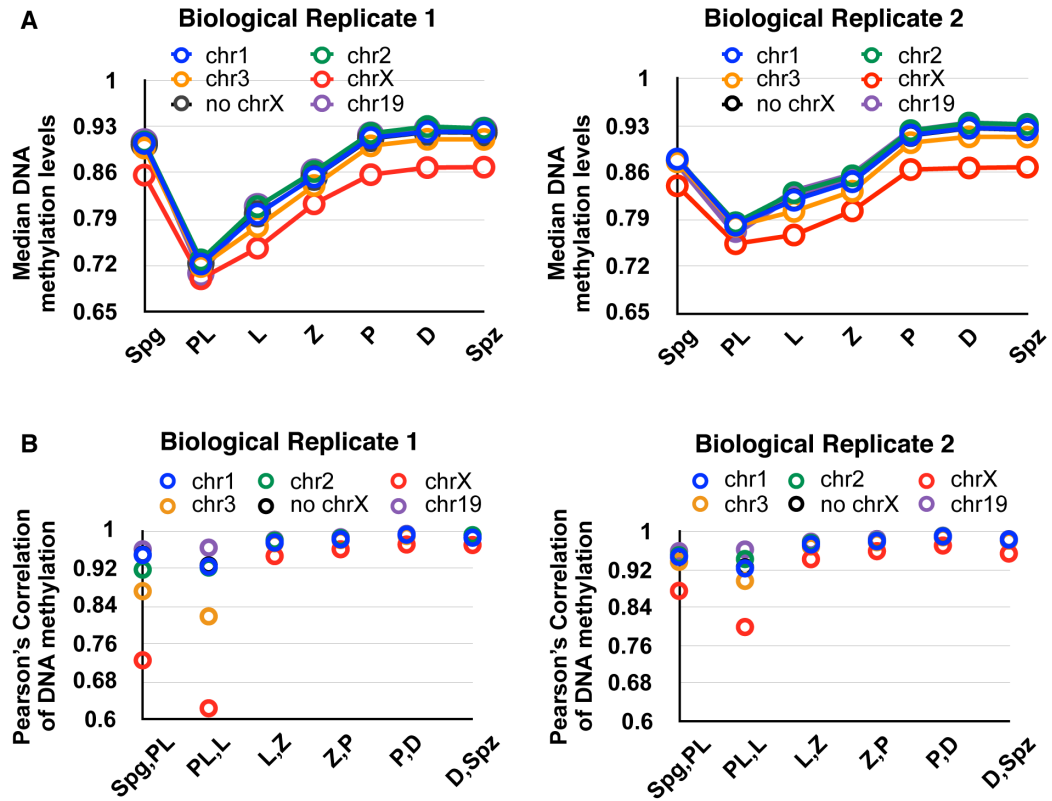 A
Biological Replicate 1
chr1 chr2
chr3 chrX
no chrX chr19
Median DNA
methylation levels
1
0.93
0.86
0.79
0.72
0.65
Spg PL L Z P D Spz
Biological Replicate 2
chr1 chr2
chr3 chrX
no chrX chr19
Median DNA
methylation levels
1
0.93
0.86
0.79
0.72
0.65
Spg PL L Z P D Spz
B
Biological Replicate 1
chr1 chr2 chrX
chr3 no chrX chr19
Pearson's Correlation
of DNA methylation
1
0.92
0.84
0.76
0.68
0.6
Spg,PL PL,L L,Z Z,P P,D D,Spz
Biological Replicate 2
chr1 chr2 chrX
chr3 no chrX chr19
Pearson's Correlation
of DNA methylation
1
0.92
0.84
0.76
0.68
0.6
Spg,PL PL,L L,Z Z,P P,D D,Spz